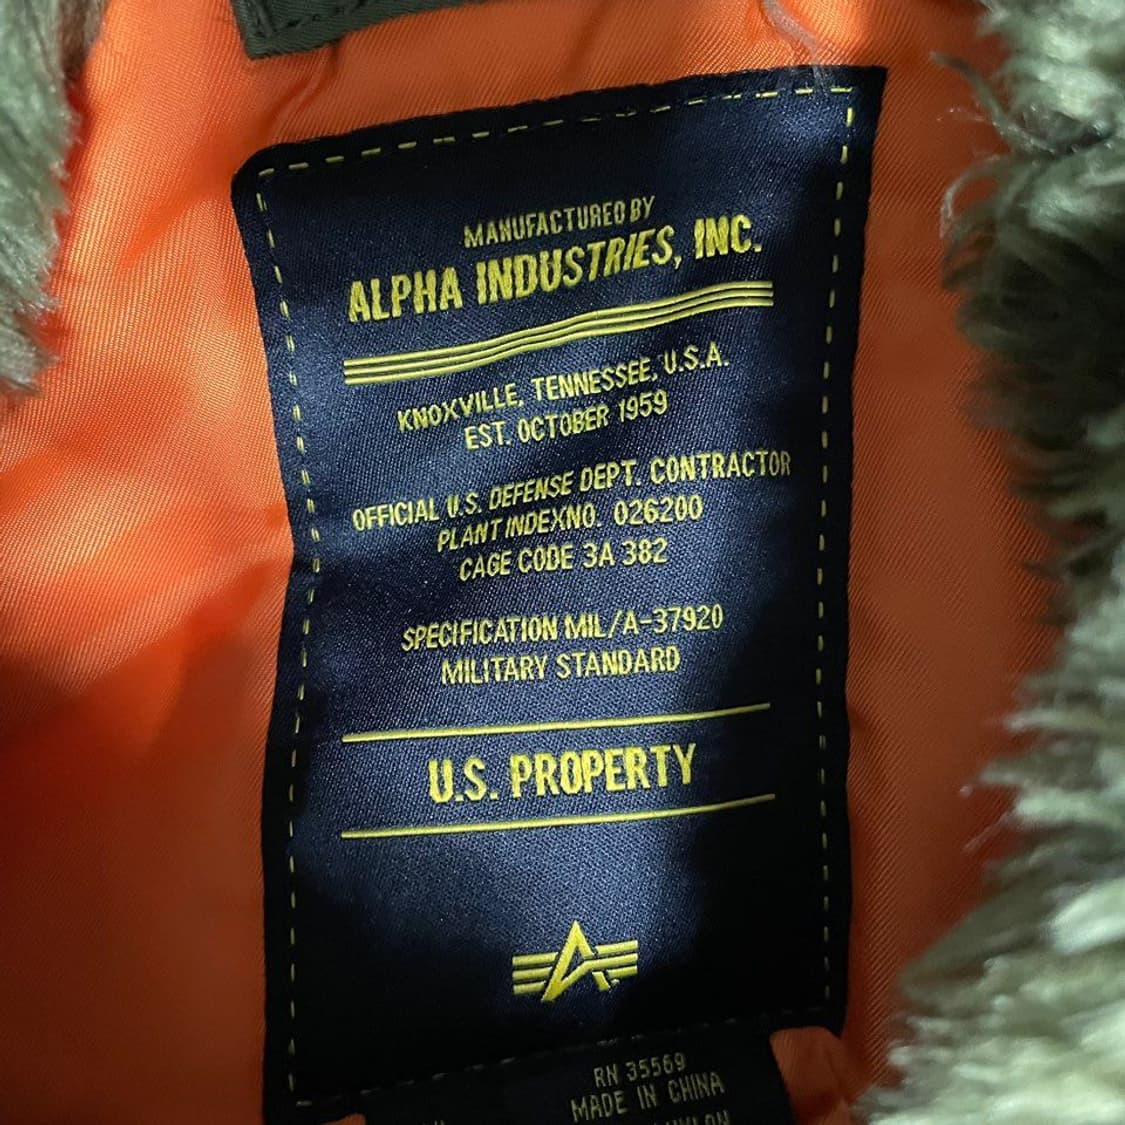 MANUFACTURED BY
ALPHA INDUSTRIES, INC.
KNOXVILLE, TENNESSEE, U.S.A.
EST. OCTOBER 1959
OFFICIAL U.S. DEFENSE DEPT. CONTRACTOR
PLANT INDEXNO. 026200
CAGE CODE 3A 382
SPECIFICATION MIL/A-37920
MILITARY STANDARD
U.S. PROPERTY
RN 35569
MADE IN CHINA